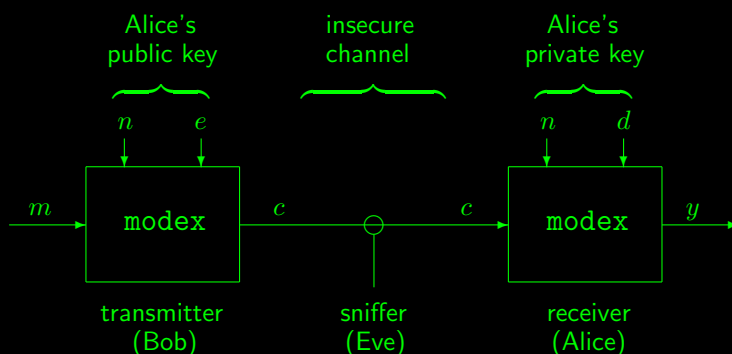 Alice's
public key
insecure
channel
Alice's
private key
n e
n d
m
modex
c
c
modex
y
transmitter
(Bob)
sniffer
(Eve)
receiver
(Alice)